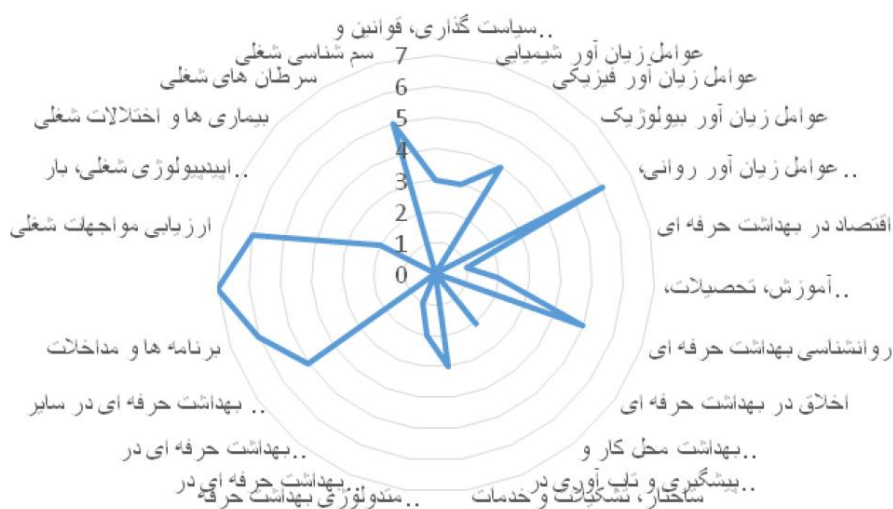 سیاست گذاری، قوانین و..
عوامل زیان آور شیمیایی
عوامل زیان آور فیزیکی
عوامل زیان آور بیولوژیک
عوامل زیان آور روانی،..
اقتصاد در بهداشت حرفه ای
آموزش، تحصیلات،..
روانشناسی بهداشت حرفه ای
اخلاق در بهداشت حرفه ای
بهداشت محل کار و..
پیشگیری و تاب آوری در..
ساختار، تشکیلات و خدمات
متدولوژی بهداشت حرفه..
بهداشت حرفه ای در..
بهداشت حرفه ای در..
بهداشت حرفه ای در سایر..
برنامه ها و مداخلات
ارزیابی مواجهات شغلی
اپیدپیولوژی شغلی، بار..
بیماری ها و اختلالات شغلی
سرطان های شغلی
سم شناسی شغلی
7
6
5
4
3
2
1
0